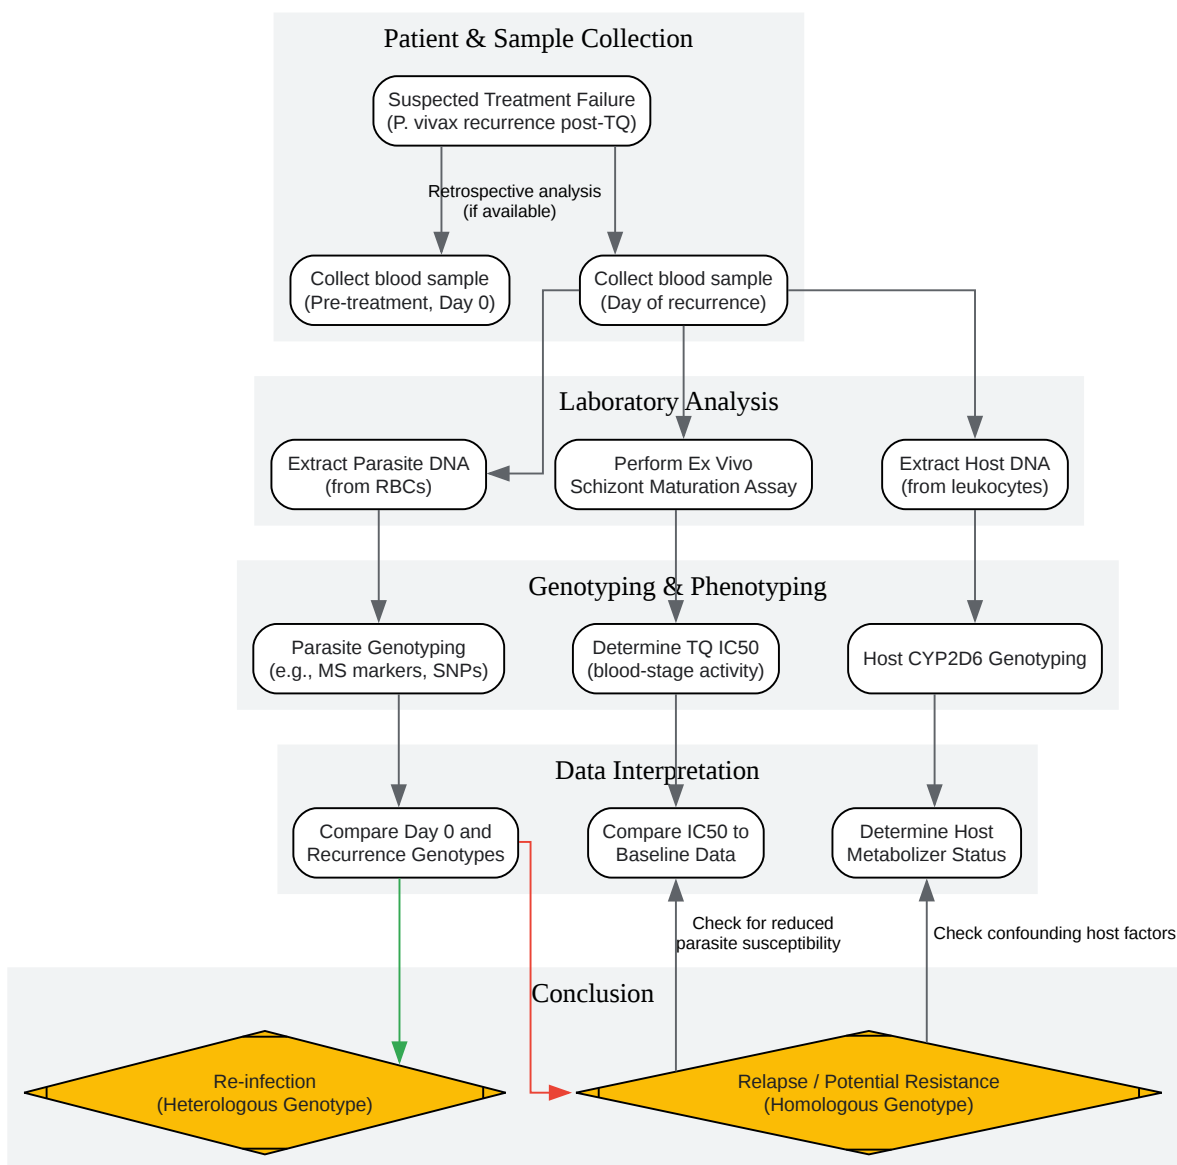 Patient & Sample Collection
Suspected Treatment Failure
(P. vivax recurrence post-TQ)
Retrospective analysis
(if available)
Collect blood sample
(Pre-treatment, Day 0)
Collect blood sample
(Day of recurrence)
Laboratory Analysis
Extract Parasite DNA
(from RBCs)
Perform Ex Vivo
Schizont Maturation Assay
Extract Host DNA
(from leukocytes)
Genotyping & Phenotyping
Parasite Genotyping
(e.g., MS markers, SNPs)
Determine TQ IC50
(blood-stage activity)
Host CYP2D6 Genotyping
Data Interpretation
Compare Day 0 and
Recurrence Genotypes
Compare IC50 to
Baseline Data
Determine Host
Metabolizer Status
Check for reduced
parasite susceptibility
Check confounding host factors
Conclusion
Re-infection
(Heterologous Genotype)
Relapse / Potential Resistance
(Homologous Genotype)